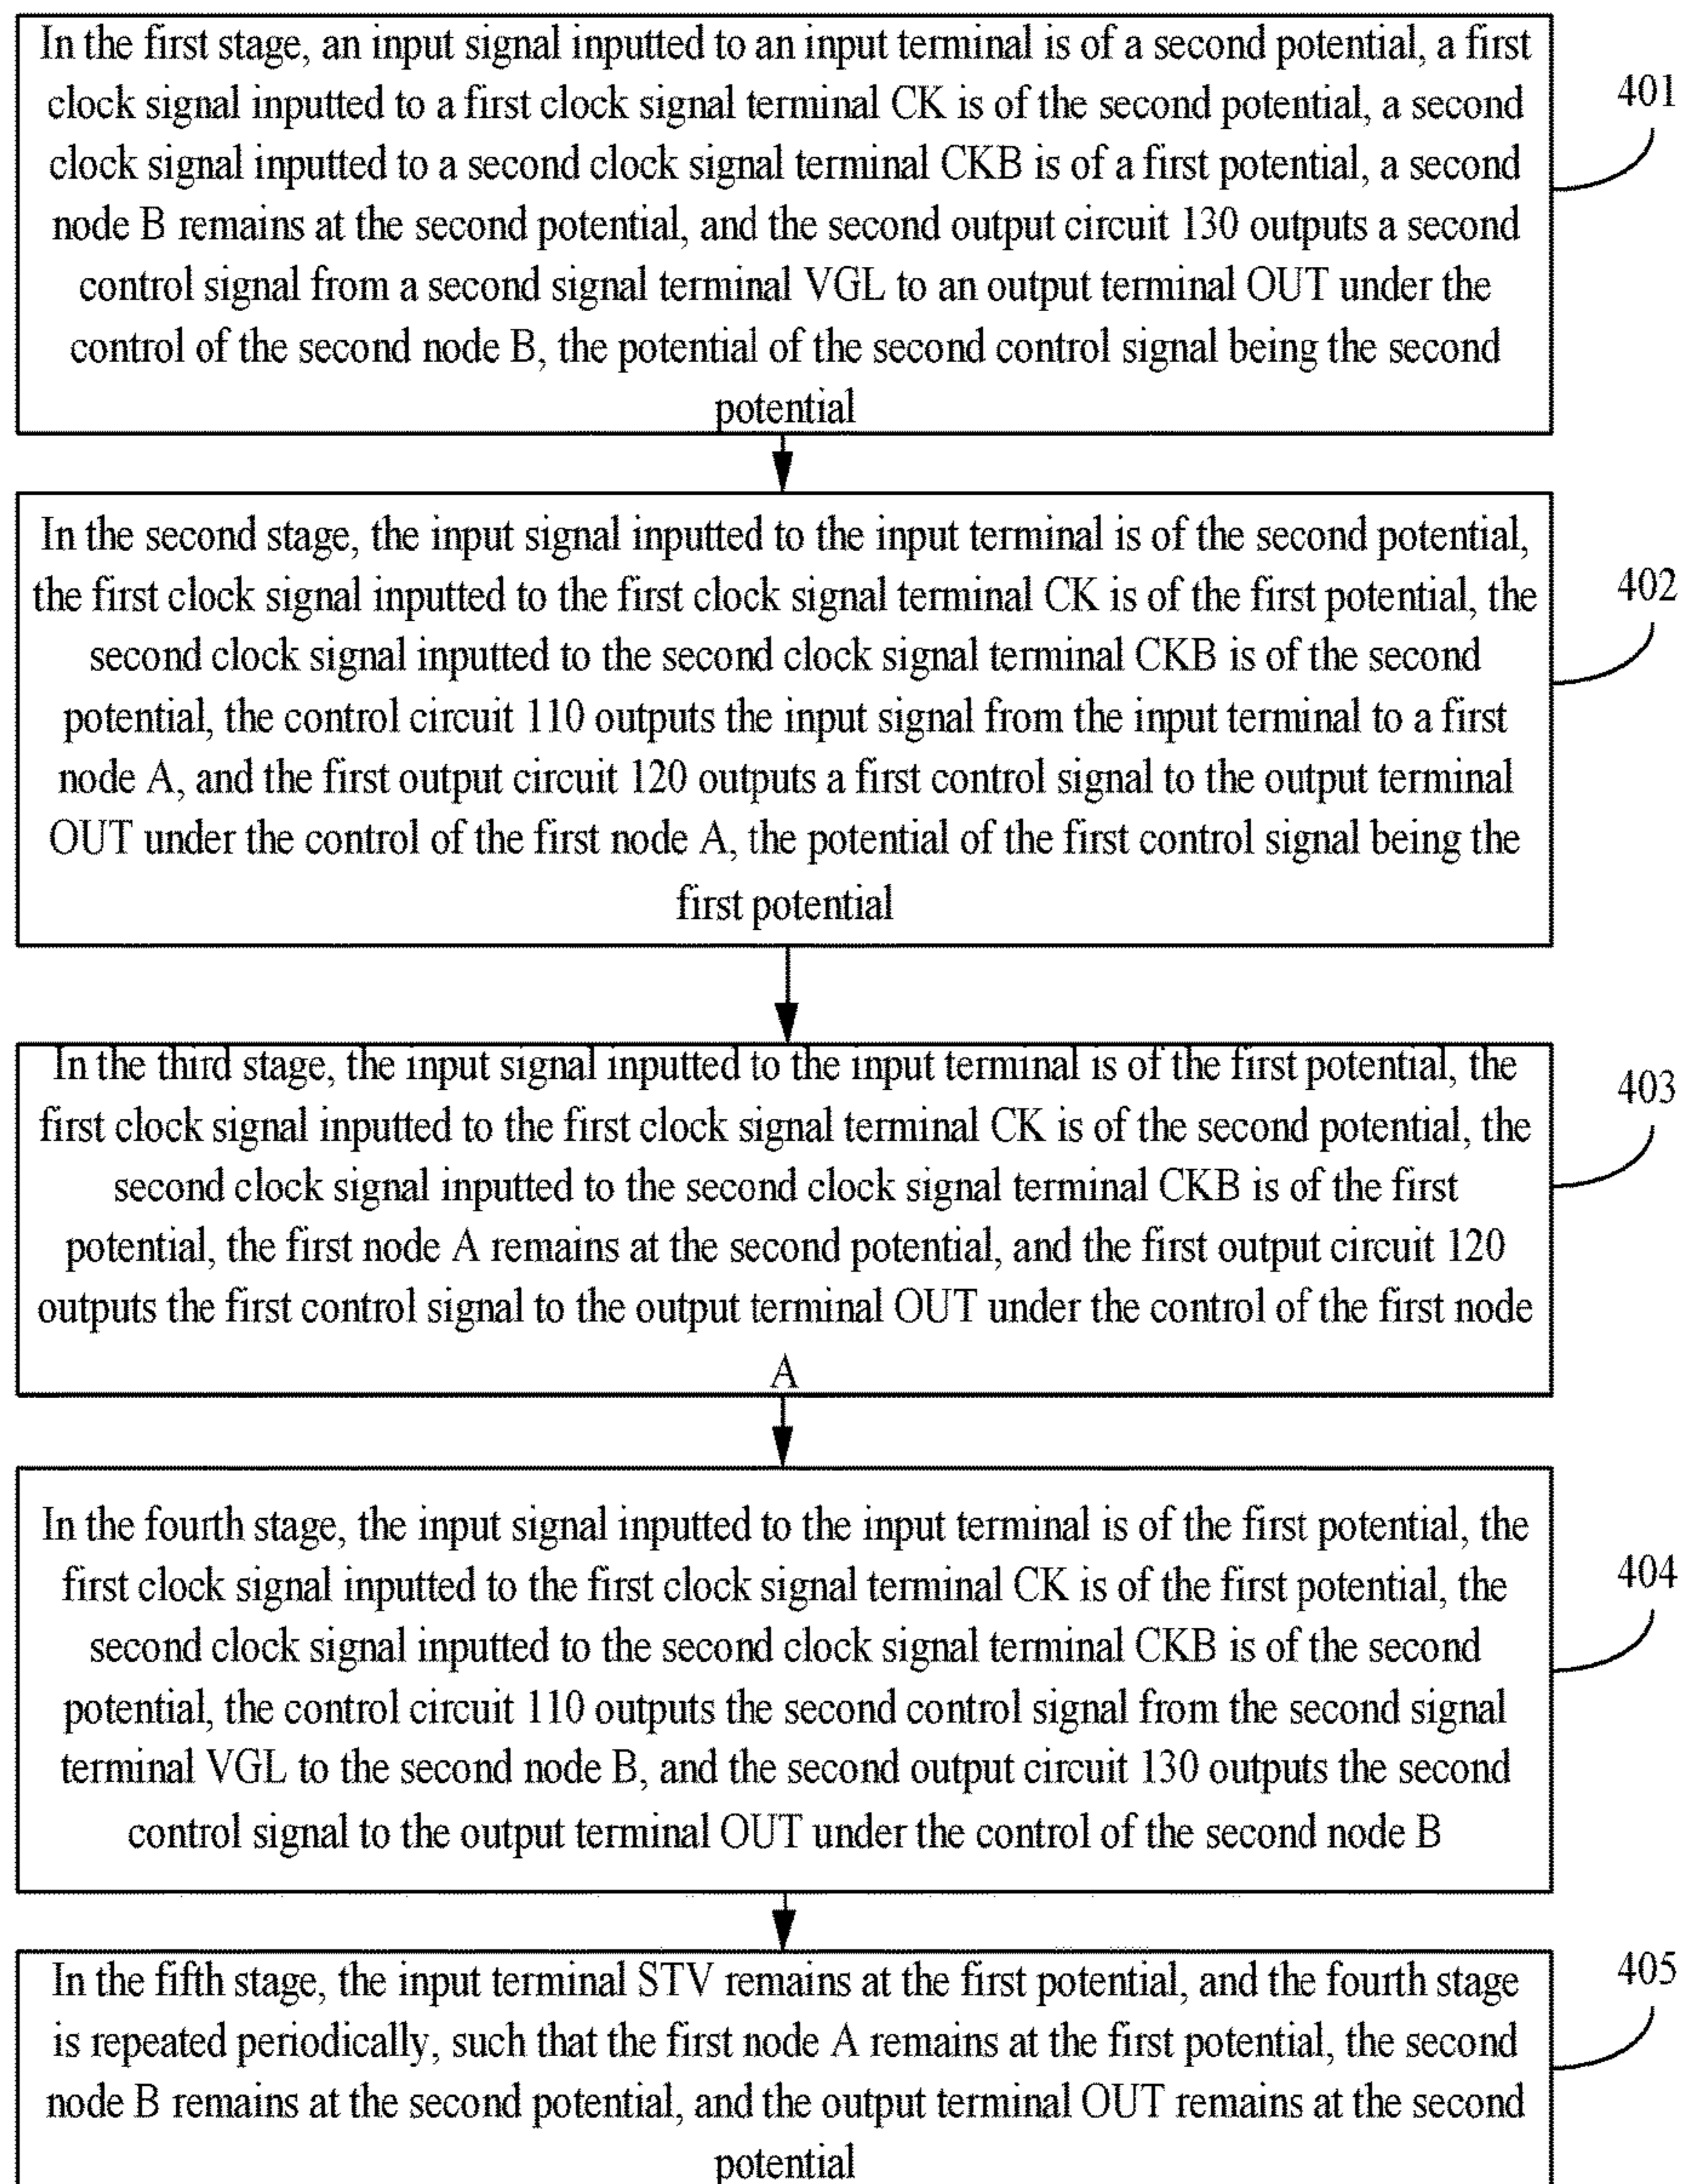 In the first stage, an input signal inputted to an input terminal is of a second potential, a first
clock signal inputted to a first clock signal terminal CK is of the second potential, a second
clock signal inputted to a second clock signal terminal CKB is of a first potential, a second
node B remains at the second potential, and the second output circuit 130 outputs a second
control signal from a second signal terminal VGL to an output terminal OUT under the
control of the second node B, the potential of the second control signal being the second
potential
401
In the second stage, the input signal inputted to the input terminal is of the second potential,
the first clock signal inputted to the first clock signal terminal CK is of the first potential, the
second clock signal inputted to the second clock signal terminal CKB is of the second
potential, the control circuit 110 outputs the input signal from the input terminal to a first
node A, and the first output circuit 120 outputs a first control signal to the output terminal
OUT under the control of the first node A, the potential of the first control signal being the
first potential
402
In the third stage, the input signal inputted to the input terminal is of the first potential, the
first clock signal inputted to the first clock signal terminal CK is of the second potential, the
second clock signal inputted to the second clock signal terminal CKB is of the first
potential, the first node A remains at the second potential, and the first output circuit 120
outputs the first control signal to the output terminal OUT under the control of the first node
A
403
In the fourth stage, the input signal inputted to the input terminal is of the first potential, the
first clock signal inputted to the first clock signal terminal CK is of the first potential, the
second clock signal inputted to the second clock signal terminal CKB is of the second
potential, the control circuit 110 outputs the second control signal from the second signal
terminal VGL to the second node B, and the second output circuit 130 outputs the second
control signal to the output terminal OUT under the control of the second node B
404
In the fifth stage, the input terminal STV remains at the first potential, and the fourth stage
is repeated periodically, such that the first node A remains at the first potential, the second
node B remains at the second potential, and the output terminal OUT remains at the second
potential
405